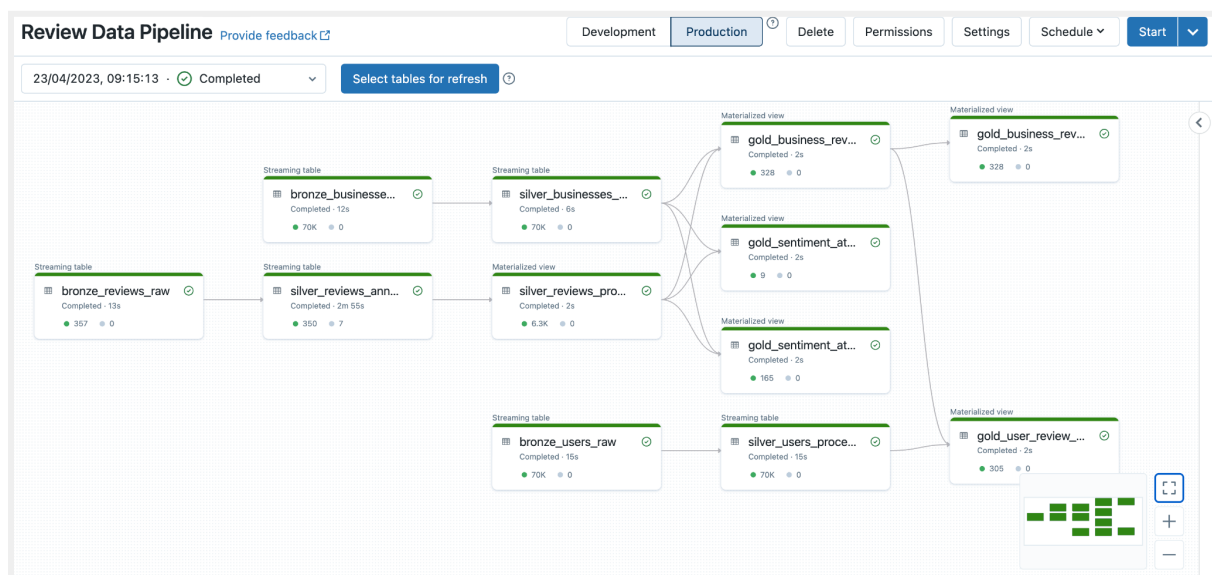 Review Data Pipeline Provide feedback
Development Production ? Delete Permissions Settings Schedule Start
23/04/2023, 09:15:13 · Completed
Select tables for refresh ?
Streaming table
bronze_reviews_raw
Completed · 13s
357 0
Streaming table
bronze_businesse...
Completed · 12s
70K 0
Streaming table
silver_reviews_ann...
Completed · 2m 55s
350 7
Streaming table
silver_businesses_...
Completed · 6s
70K 0
Materialized view
silver_reviews_pro...
Completed · 2s
6.3K 0
Streaming table
bronze_users_raw
Completed · 15s
70K 0
Materialized view
gold_business_rev...
Completed · 2s
328 0
Materialized view
gold_sentiment_at...
Completed · 2s
9 0
Materialized view
gold_sentiment_at...
Completed · 2s
165 0
Streaming table
silver_users_proce...
Completed · 15s
70K 0
Materialized view
gold_business_rev...
Completed · 2s
328 0
Materialized view
gold_user_review_...
Completed · 2s
305 0